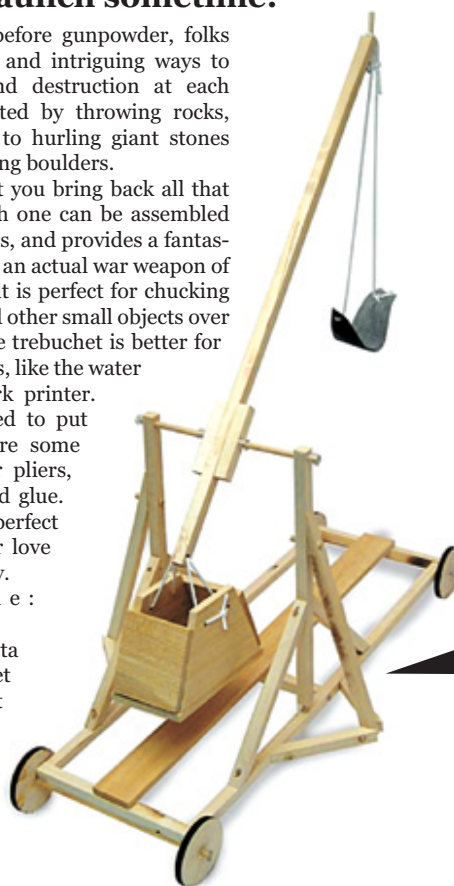 aunch sometime.
before gunpowder, folks
and intriguing ways to
nd destruction at each
ted by throwing rocks,
to hurling giant stones
ng boulders.
t you bring back all that
h one can be assembled
s, and provides a fantas-
an actual war weapon of
t is perfect for chucking
l other small objects over
e trebuchet is better for
s, like the water
rk printer.
ed to put
re some
r pliers,
d glue.
perfect
r love
y.
e :
ta
et
t